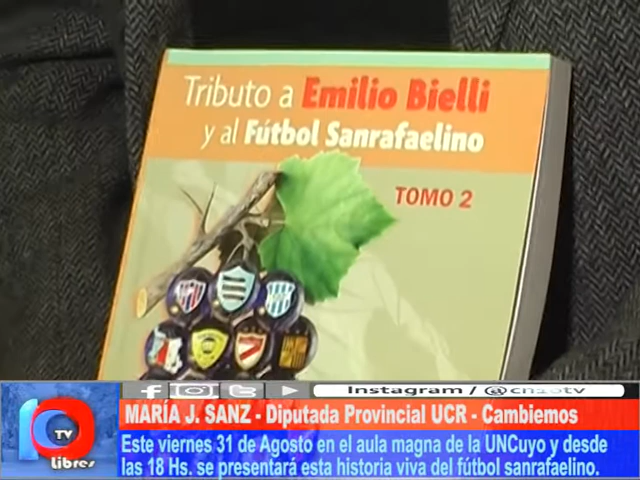 Tributo a Emilio Bielli
y al Fútbol Sanrafaelino
TOMO 2
Instagram / @cn20tv
TV
libres
MARÍA J. SANZ - Diputada Provincial UCR - Cambiemos
Este viernes 31 de Agosto en el aula magna de la UNCuyo y desde
las 18 Hs. se presentará esta historia viva del fútbol sanrafaelino.